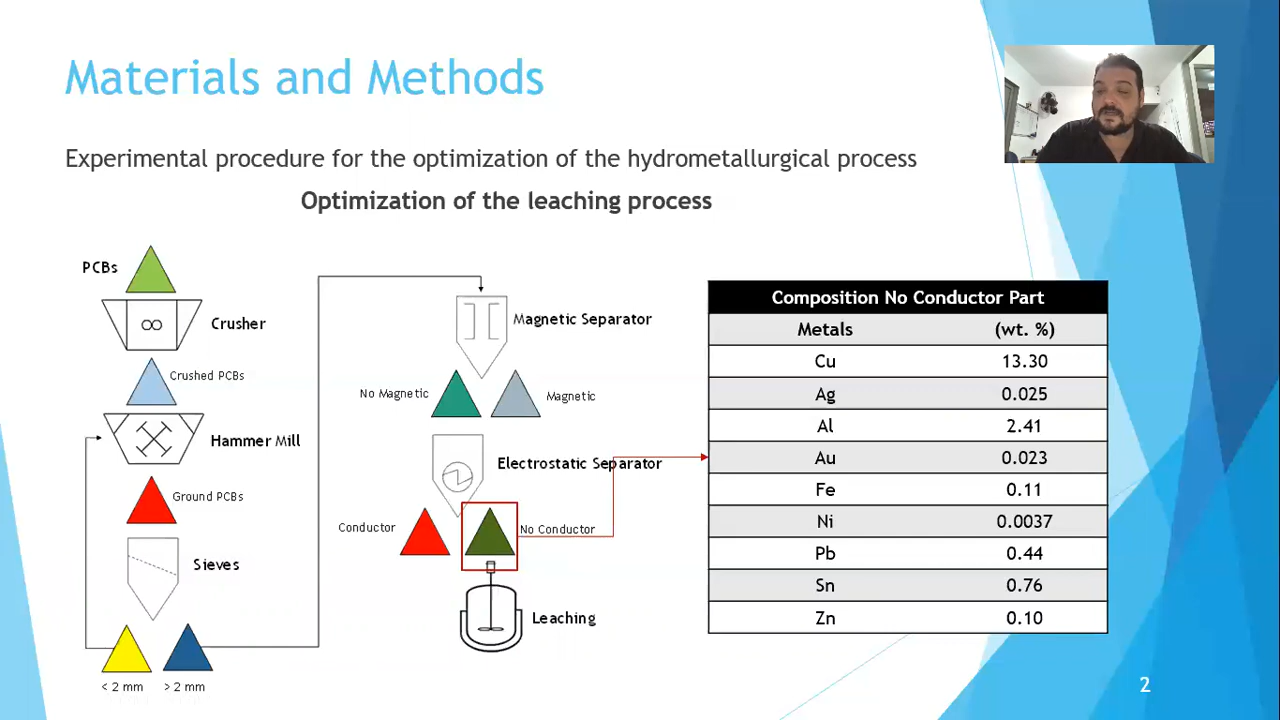 Materials and Methods
Experimental procedure for the optimization of the hydrometallurgical process
Optimization of the leaching process
PCBs
Crusher
Crushed PCBs
Hammer Mill
Ground PCBs
Sieves
< 2 mm > 2 mm
Magnetic Separator
No Magnetic
Magnetic
Electrostatic Separator
Conductor
No Conductor
Leaching
Composition No Conductor Part
Metals (wt. %)
Cu 13.30
Ag 0.025
Al 2.41
Au 0.023
Fe 0.11
Ni 0.0037
Pb 0.44
Sn 0.76
Zn 0.10
2